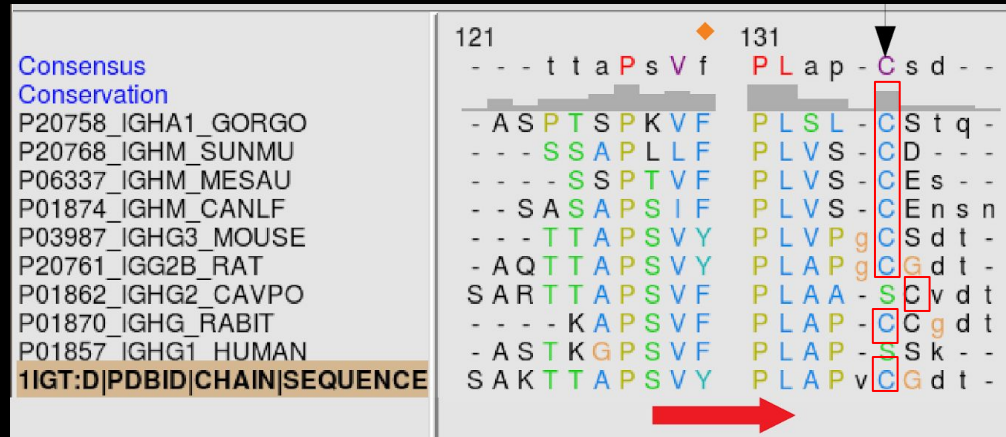 121 131
Consensus - - - t t a P s V f P L a p - C s d - -
Conservation
P20758_IGHA1_GORGO - A S P T S P K V F P L S L - C S t q -
P20768_IGHM_SUNMU - - - S S A P L L F P L V S - C D - - -
P06337_IGHM_MESAU - - - - S S P T V F P L V S - C E s - -
P01874_IGHM_CANLF - - S A S A P S I F P L V S - C E n s n
P03987_IGHG3_MOUSE - - - T T A P S V Y P L V P g C S d t -
P20761_IGG2B_RAT - A Q T T A P S V Y P L A P g C G d t -
P01862_IGHG2_CAVPO S A R T T A P S V F P L A A - S C v d t
P01870_IGHG_RABIT - - - - K A P S V F P L A P - C C g d t
P01857_IGHG1_HUMAN - A S T K G P S V F P L A P - S S k - -
1IGT:D|PDBID|CHAIN|SEQUENCE S A K T T A P S V Y P L A P v C G d t -